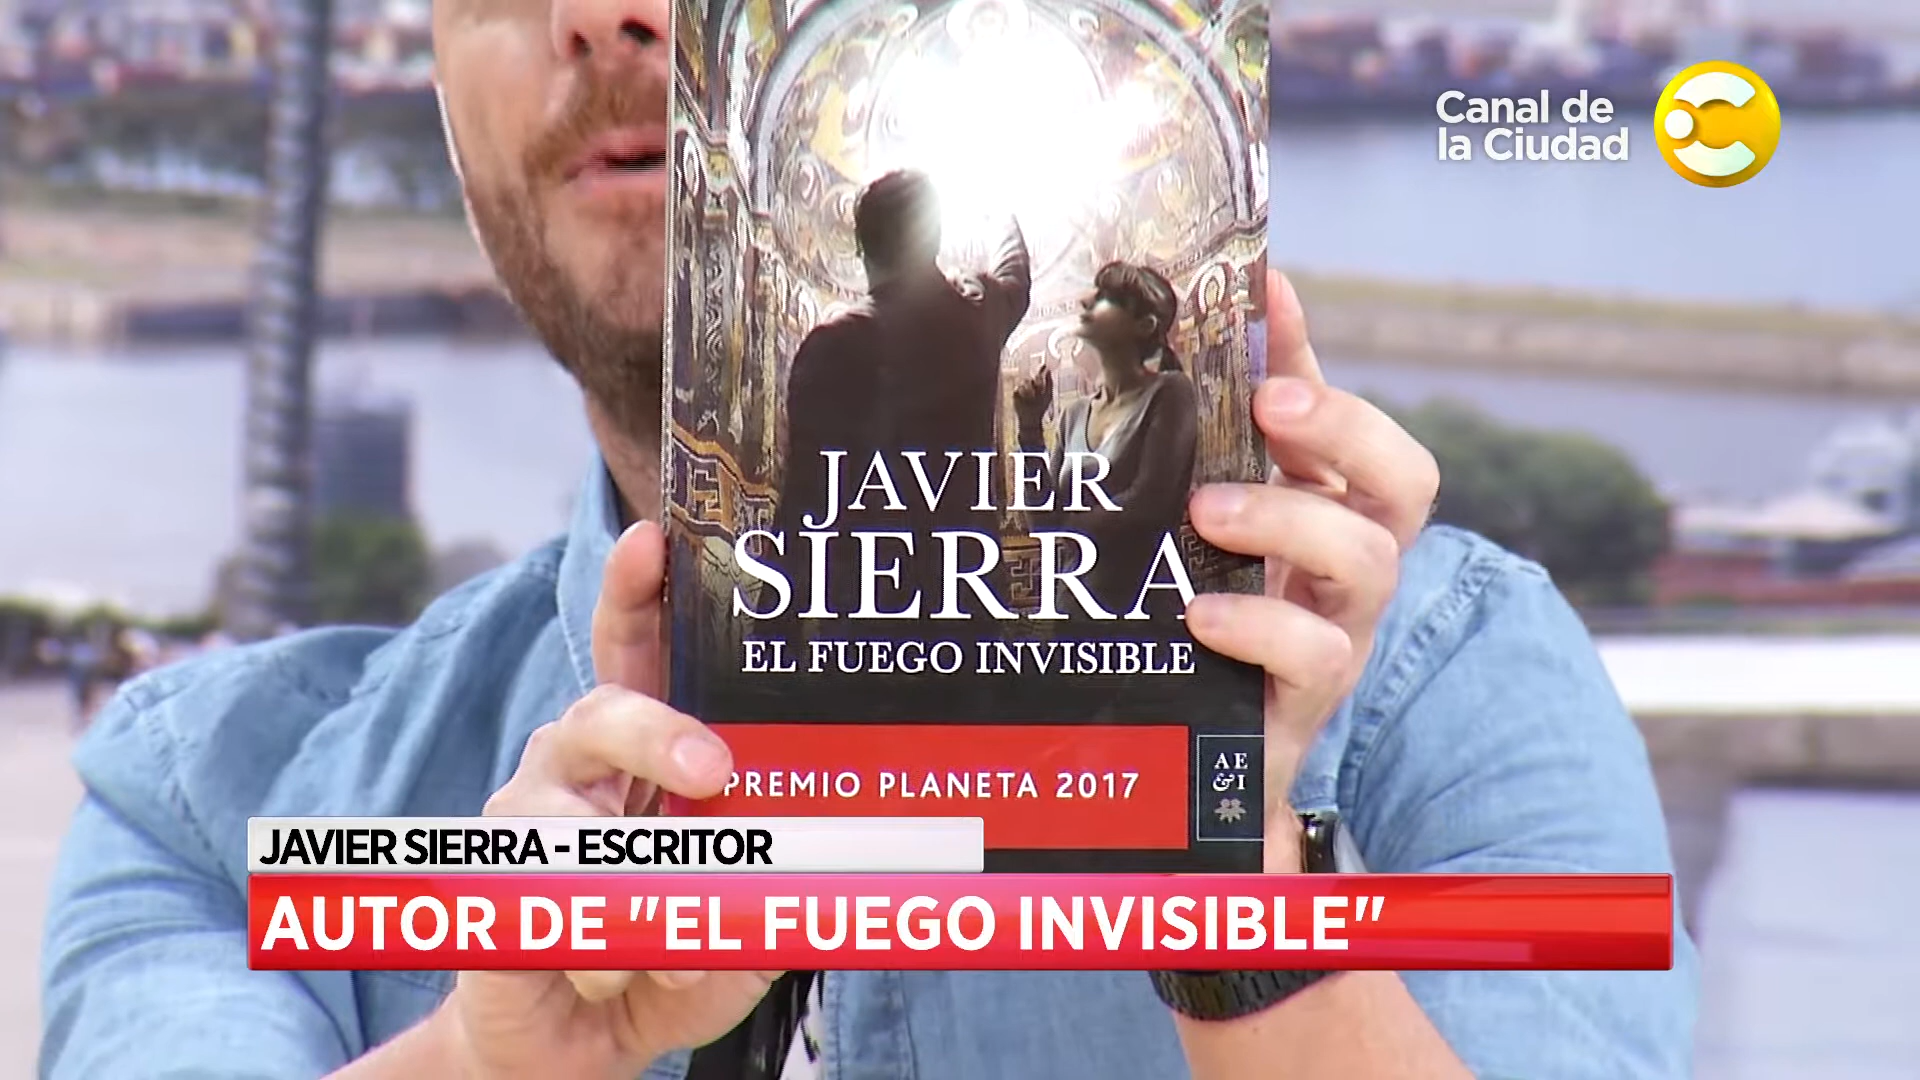 Canal de
la Ciudad
JAVIER
SIERRA
EL FUEGO INVISIBLE
PREMIO PLANETA 2017
A E
& I
JAVIER SIERRA - ESCRITOR
AUTOR DE "EL FUEGO INVISIBLE"